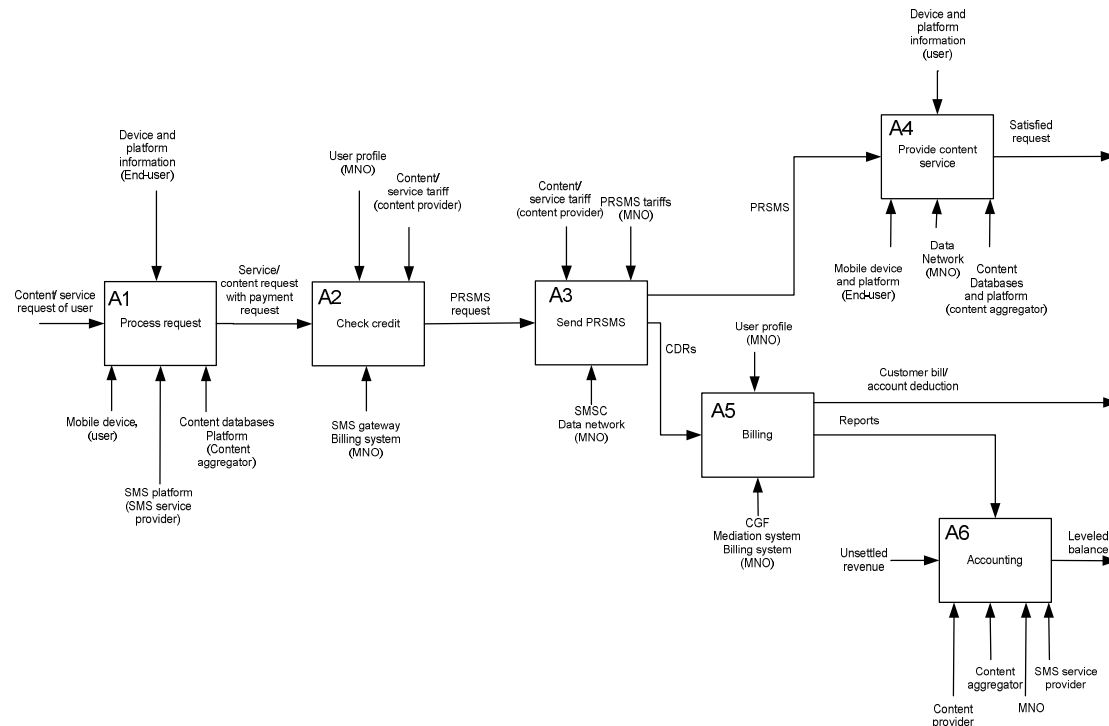 Device and
platform
information
(user)
A4
Provide content
service
Satisfied
request
Device and
platform
information
(End-user)
User profile
(MNO)
Content/
service tariff
(content provider)
Content/
service tariff
(content provider)
PRSMS tariffs
(MNO)
PRSMS
Mobile device
and platform
(End-user)
Data
Network
(MNO)
Content
Databases
and platform
(content aggregator)
Content/ service
request of user
A1
Process request
Service/
content request
with payment
request
A2
Check credit
PRSMS
request
A3
Send PRSMS
CDRs
User profile
(MNO)
Mobile device,
(user)
SMS platform
(SMS service
provider)
Content databases
Platform
(Content
aggregator)
SMS gateway
Billing system
(MNO)
SMSC
Data network
(MNO)
A5
Billing
Customer bill/
account deduction
Reports
CGF
Mediation system
Billing system
(MNO)
Unsettled
revenue
A6
Accounting
Leveled
balance
Content
provider
Content
aggregator
MNO
SMS service
provider